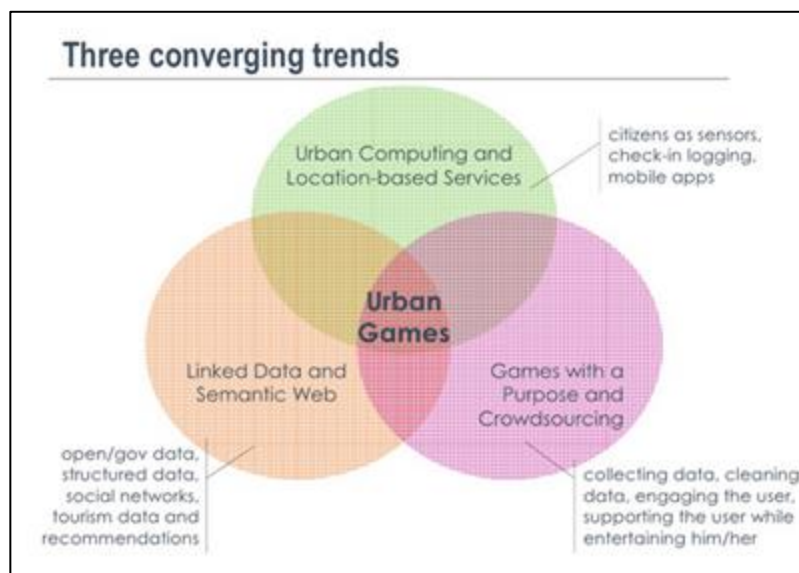 Three converging trends
Urban Computing and
Location-based Services
citizens as sensors,
check-in logging,
mobile apps
Urban
Games
Linked Data and
Semantic Web
Games with a
Purpose and
Crowdsourcing
open/gov data,
structured data,
social networks,
tourism data and
recommendations
collecting data, cleaning
data, engaging the user,
supporting the user while
entertaining him/her